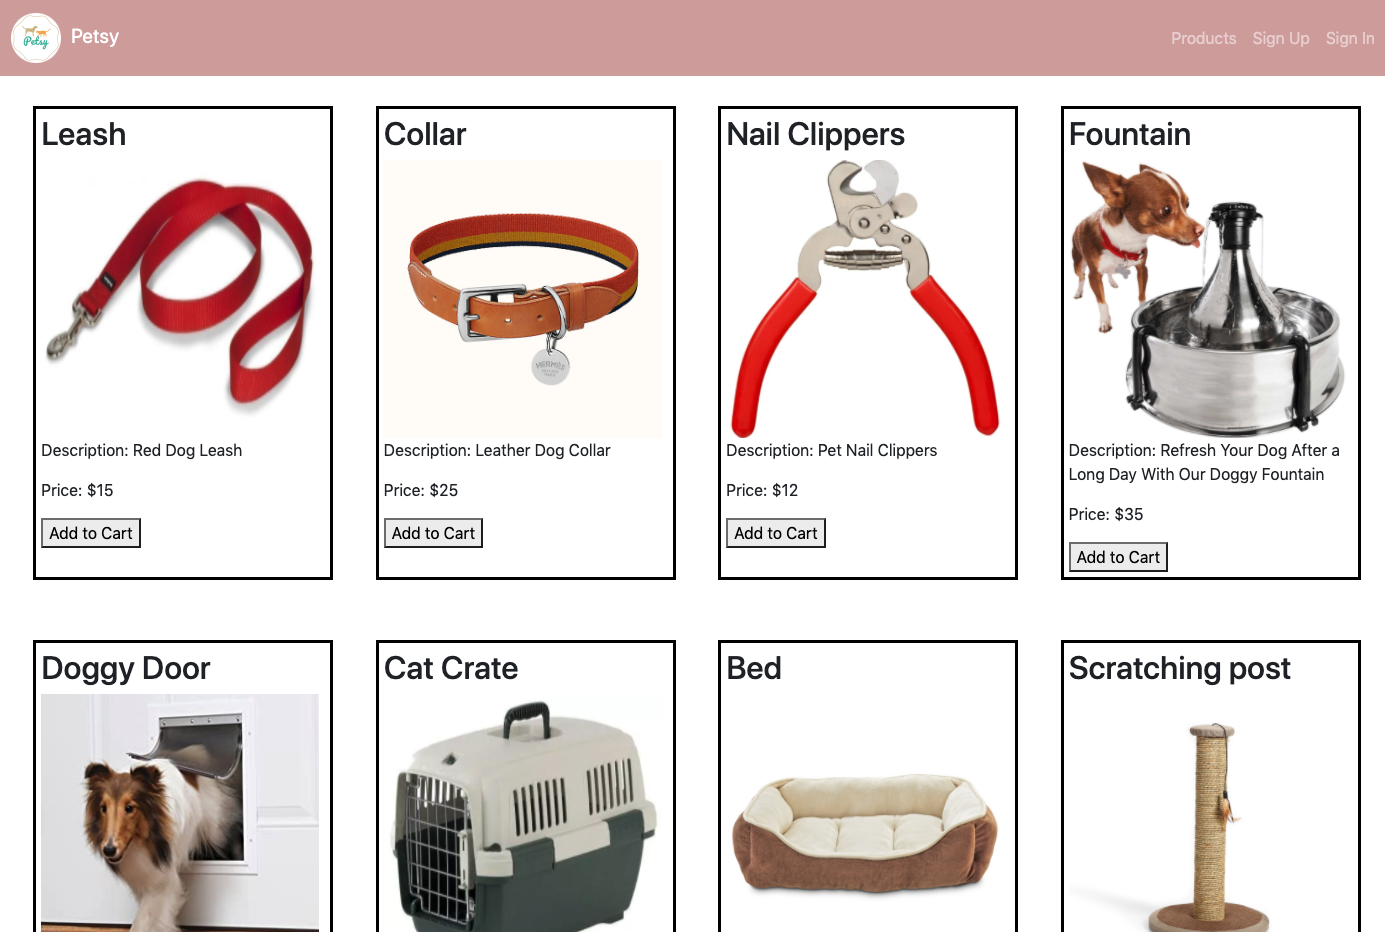 Petsy
Petsy
Products
Sign Up
Sign In
Leash
Collar
Nail Clippers
Fountain
HERMÈS
Description: Red Dog Leash
Description: Leather Dog Collar
Description: Pet Nail Clippers
Description: Refresh Your Dog After a
Long Day With Our Doggy Fountain
Price: $15
Price: $25
Price: $12
Price: $35
Add to Cart
Add to Cart
Add to Cart
Add to Cart
Doggy Door
Cat Crate
Bed
Scratching post